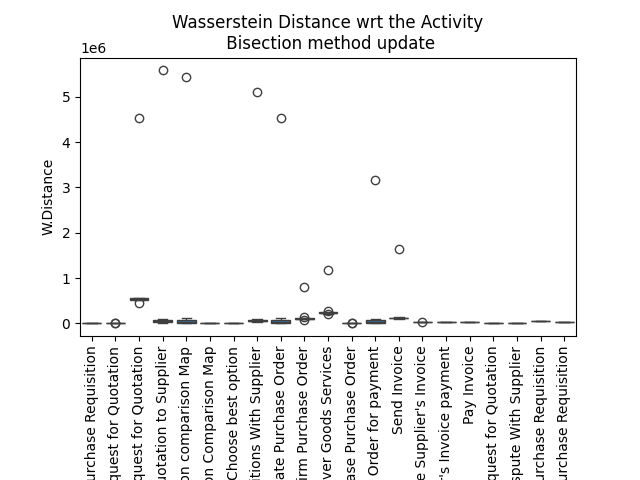 Wasserstein Distance wrt the Activity
Bisection method update
1e6
5
4
3
2
1
0
W.Distance
urchase Requisition
quest for Quotation
quest for Quotation
uotation to Supplier
on comparison Map
on Comparison Map
Choose best option
itions With Supplier
ate Purchase Order
irm Purchase Order
ver Goods Services
ase Purchase Order
Order for payment
Send Invoice
e Supplier's Invoice
's Invoice payment
Pay Invoice
quest for Quotation
spute With Supplier
urchase Requisition
urchase Requisition